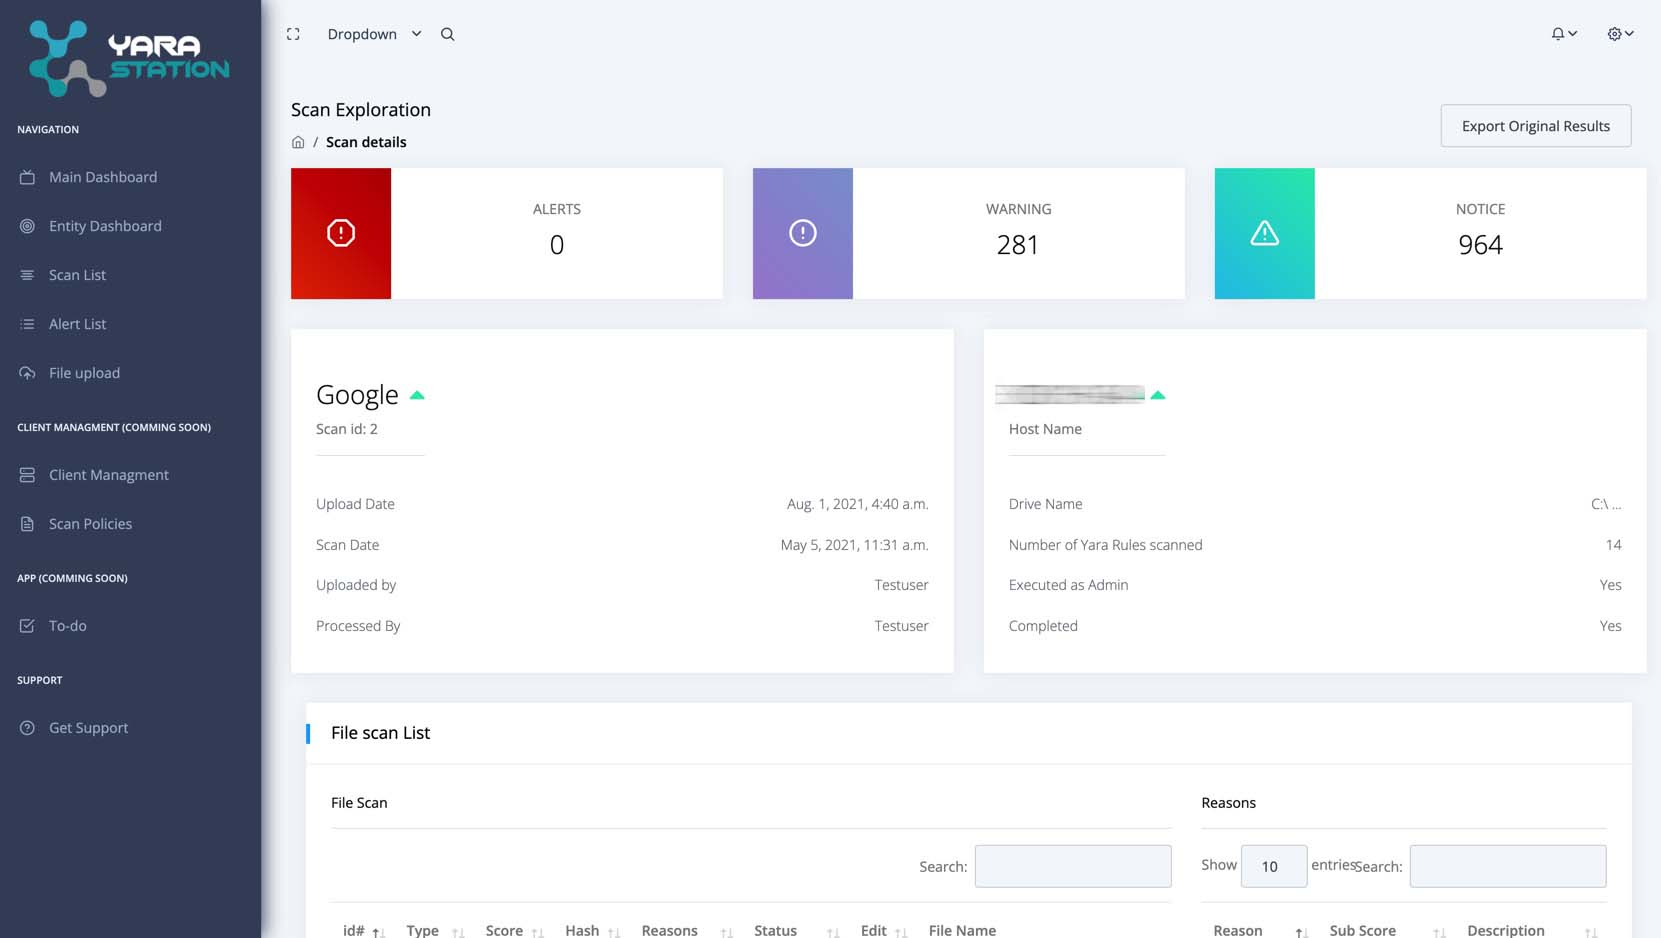 YARA
STATION
NAVIGATION
Main Dashboard
Entity Dashboard
Scan List
Alert List
File upload
CLIENT MANAGMENT (COMMING SOON)
Client Managment
Scan Policies
APP (COMMING SOON)
To-do
SUPPORT
Get Support
Dropdown
Scan Exploration
/ Scan details
Export Original Results
ALERTS
0
WARNING
281
NOTICE
964
Google
Scan id: 2
Upload Date Aug. 1, 2021, 4:40 a.m.
Scan Date May 5, 2021, 11:31 a.m.
Uploaded by Testuser
Processed By Testuser
Host Name
Drive Name C:\ ...
Number of Yara Rules scanned 14
Executed as Admin Yes
Completed Yes
File scan List
File Scan
Search:
id# Type Score Hash Reasons Status Edit File Name
Reasons
Show 10 entries Search:
Reason Sub Score Description